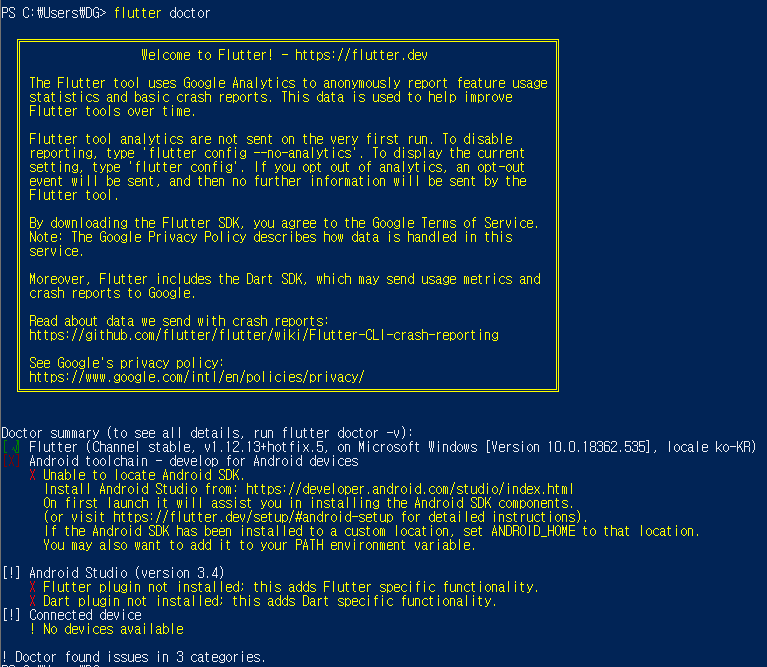 PS C:₩Users₩DG> flutter doctor
Welcome to Flutter! - https://flutter.dev
The Flutter tool uses Google Analytics to anonymously report feature usage
statistics and basic crash reports. This data is used to help improve
Flutter tools over time.
Flutter tool analytics are not sent on the very first run. To disable
reporting, type 'flutter config --no-analytics'. To display the current
setting, type 'flutter config'. If you opt out of analytics, an opt-out
event will be sent, and then no further information will be sent by the
Flutter tool.
By downloading the Flutter SDK, you agree to the Google Terms of Service.
Note: The Google Privacy Policy describes how data is handled in this
service.
Moreover, Flutter includes the Dart SDK, which may send usage metrics and
crash reports to Google.
Read about data we send with crash reports:
https://github.com/flutter/flutter/wiki/Flutter-CLI-crash-reporting
See Google's privacy policy:
https://www.google.com/intl/en/policies/privacy/
Doctor summary (to see all details, run flutter doctor -v):
[√] Flutter (Channel stable, v1.12.13+hotfix.5, on Microsoft Windows [Version 10.0.18362.535], locale ko-KR)
[X] Android toolchain - develop for Android devices
X Unable to locate Android SDK.
Install Android Studio from: https://developer.android.com/studio/index.html
On first launch it will assist you in installing the Android SDK components.
(or visit https://flutter.dev/setup/#android-setup for detailed instructions).
If the Android SDK has been installed to a custom location, set ANDROID_HOME to that location.
You may also want to add it to your PATH environment variable.
[!] Android Studio (version 3.4)
X Flutter plugin not installed; this adds Flutter specific functionality.
X Dart plugin not installed; this adds Dart specific functionality.
[!] Connected device
! No devices available
! Doctor found issues in 3 categories.